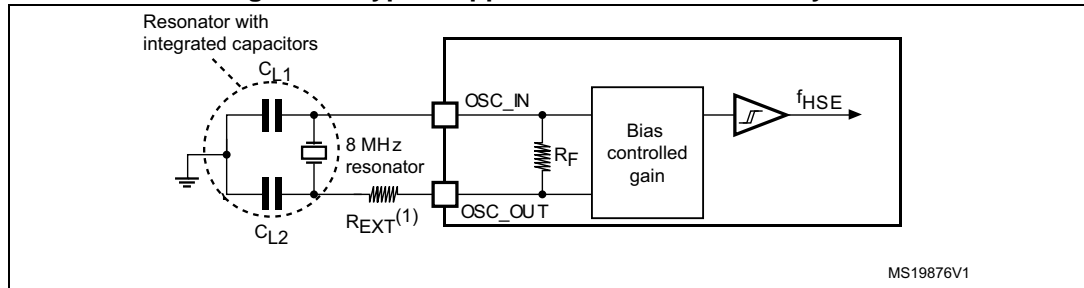 Resonator with
integrated capacitors
CL1
OSC_IN
fHSE
8 MHz
resonator
RF
Bias
controlled
gain
REXT(1)
OSC_OUT
CL2
MS19876V1